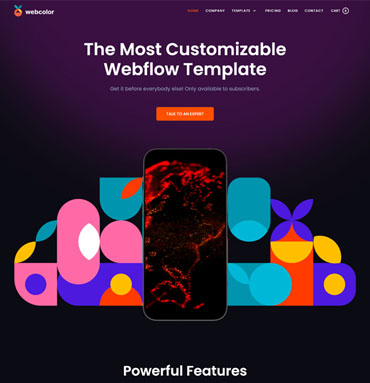 webcolor
HOME COMPANY TEMPLATE PRICING BLOG CONTACT CART
The Most Customizable
Webflow Template
Get it before everybody else! Only available to subscribers.
TALK TO AN EXPERT
Powerful Features